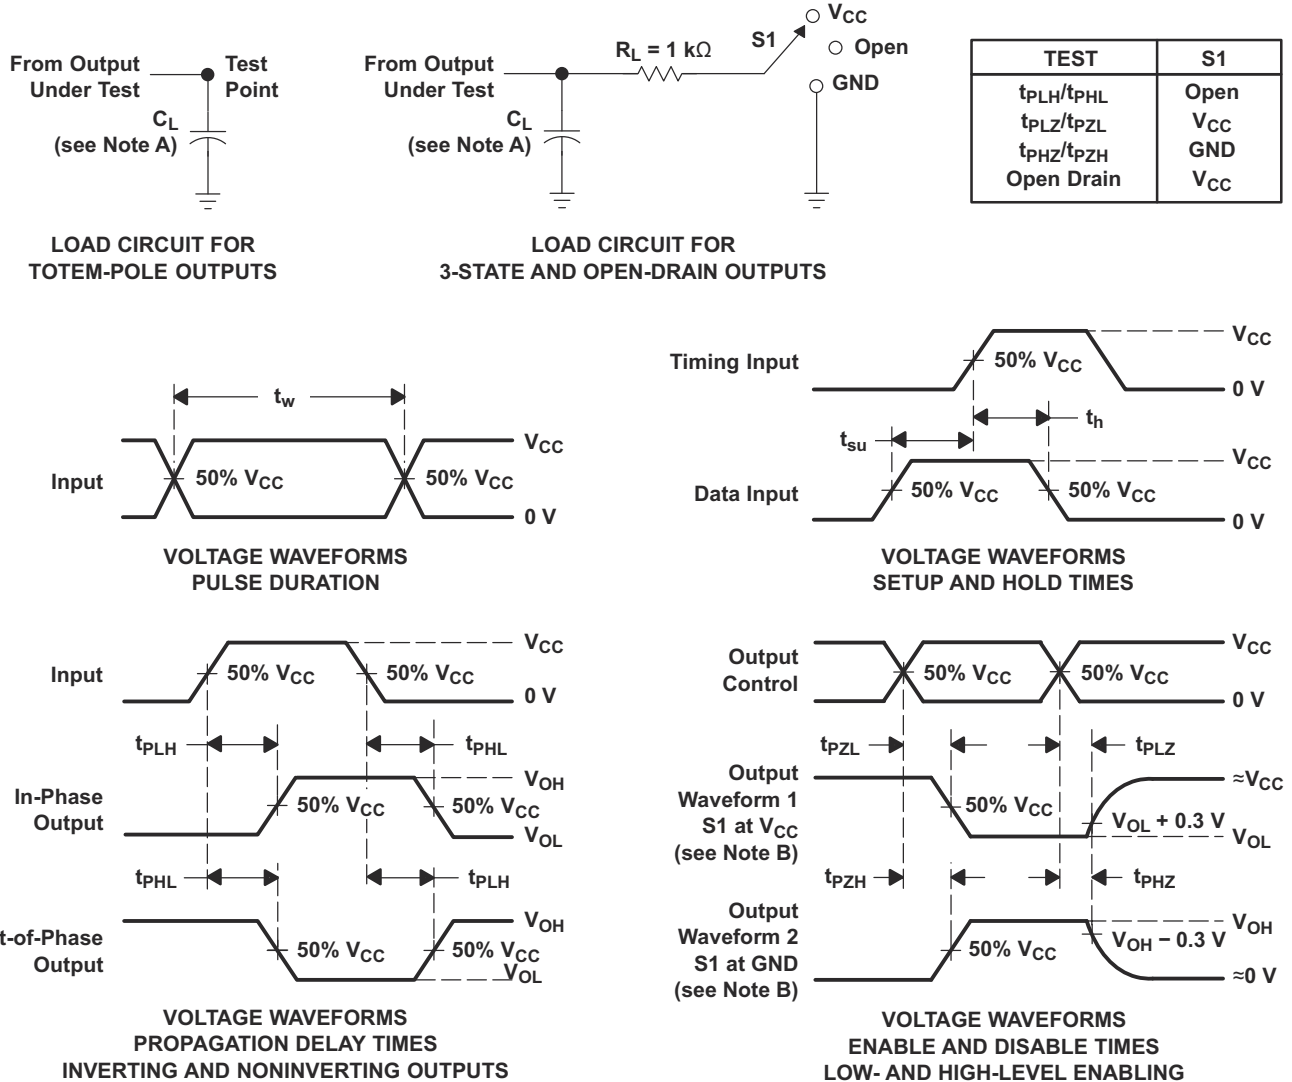 From Output
Under Test
Test
Point
CL
(see Note A)
LOAD CIRCUIT FOR
TOTEM-POLE OUTPUTS
From Output
Under Test
RL = 1 kΩ
S1
VCC
Open
GND
CL
(see Note A)
LOAD CIRCUIT FOR
3-STATE AND OPEN-DRAIN OUTPUTS
TEST S1
tPLH/tPHL Open
tPLZ/tPZL VCC
tPHZ/tPZH GND
Open Drain VCC
tw
Input
50% VCC
50% VCC
VCC
0 V
VOLTAGE WAVEFORMS
PULSE DURATION
Timing Input
50% VCC
VCC
0 V
tsu
th
Data Input
50% VCC
50% VCC
VCC
0 V
VOLTAGE WAVEFORMS
SETUP AND HOLD TIMES
Input
50% VCC
50% VCC
VCC
0 V
tPLH
tPHL
In-Phase
Output
50% VCC
50% VCC
VOH
VOL
tPHL
tPLH
t-of-Phase
Output
50% VCC
50% VCC
VOH
VOL
VOLTAGE WAVEFORMS
PROPAGATION DELAY TIMES
INVERTING AND NONINVERTING OUTPUTS
Output
Control
50% VCC
50% VCC
VCC
0 V
tPZL
tPLZ
Output
Waveform 1
S1 at VCC
(see Note B)
50% VCC
VOL + 0.3 V
≈VCC
VOL
tPZH
tPHZ
Output
Waveform 2
S1 at GND
(see Note B)
50% VCC
VOH − 0.3 V
VOH
≈0 V
VOLTAGE WAVEFORMS
ENABLE AND DISABLE TIMES
LOW- AND HIGH-LEVEL ENABLING